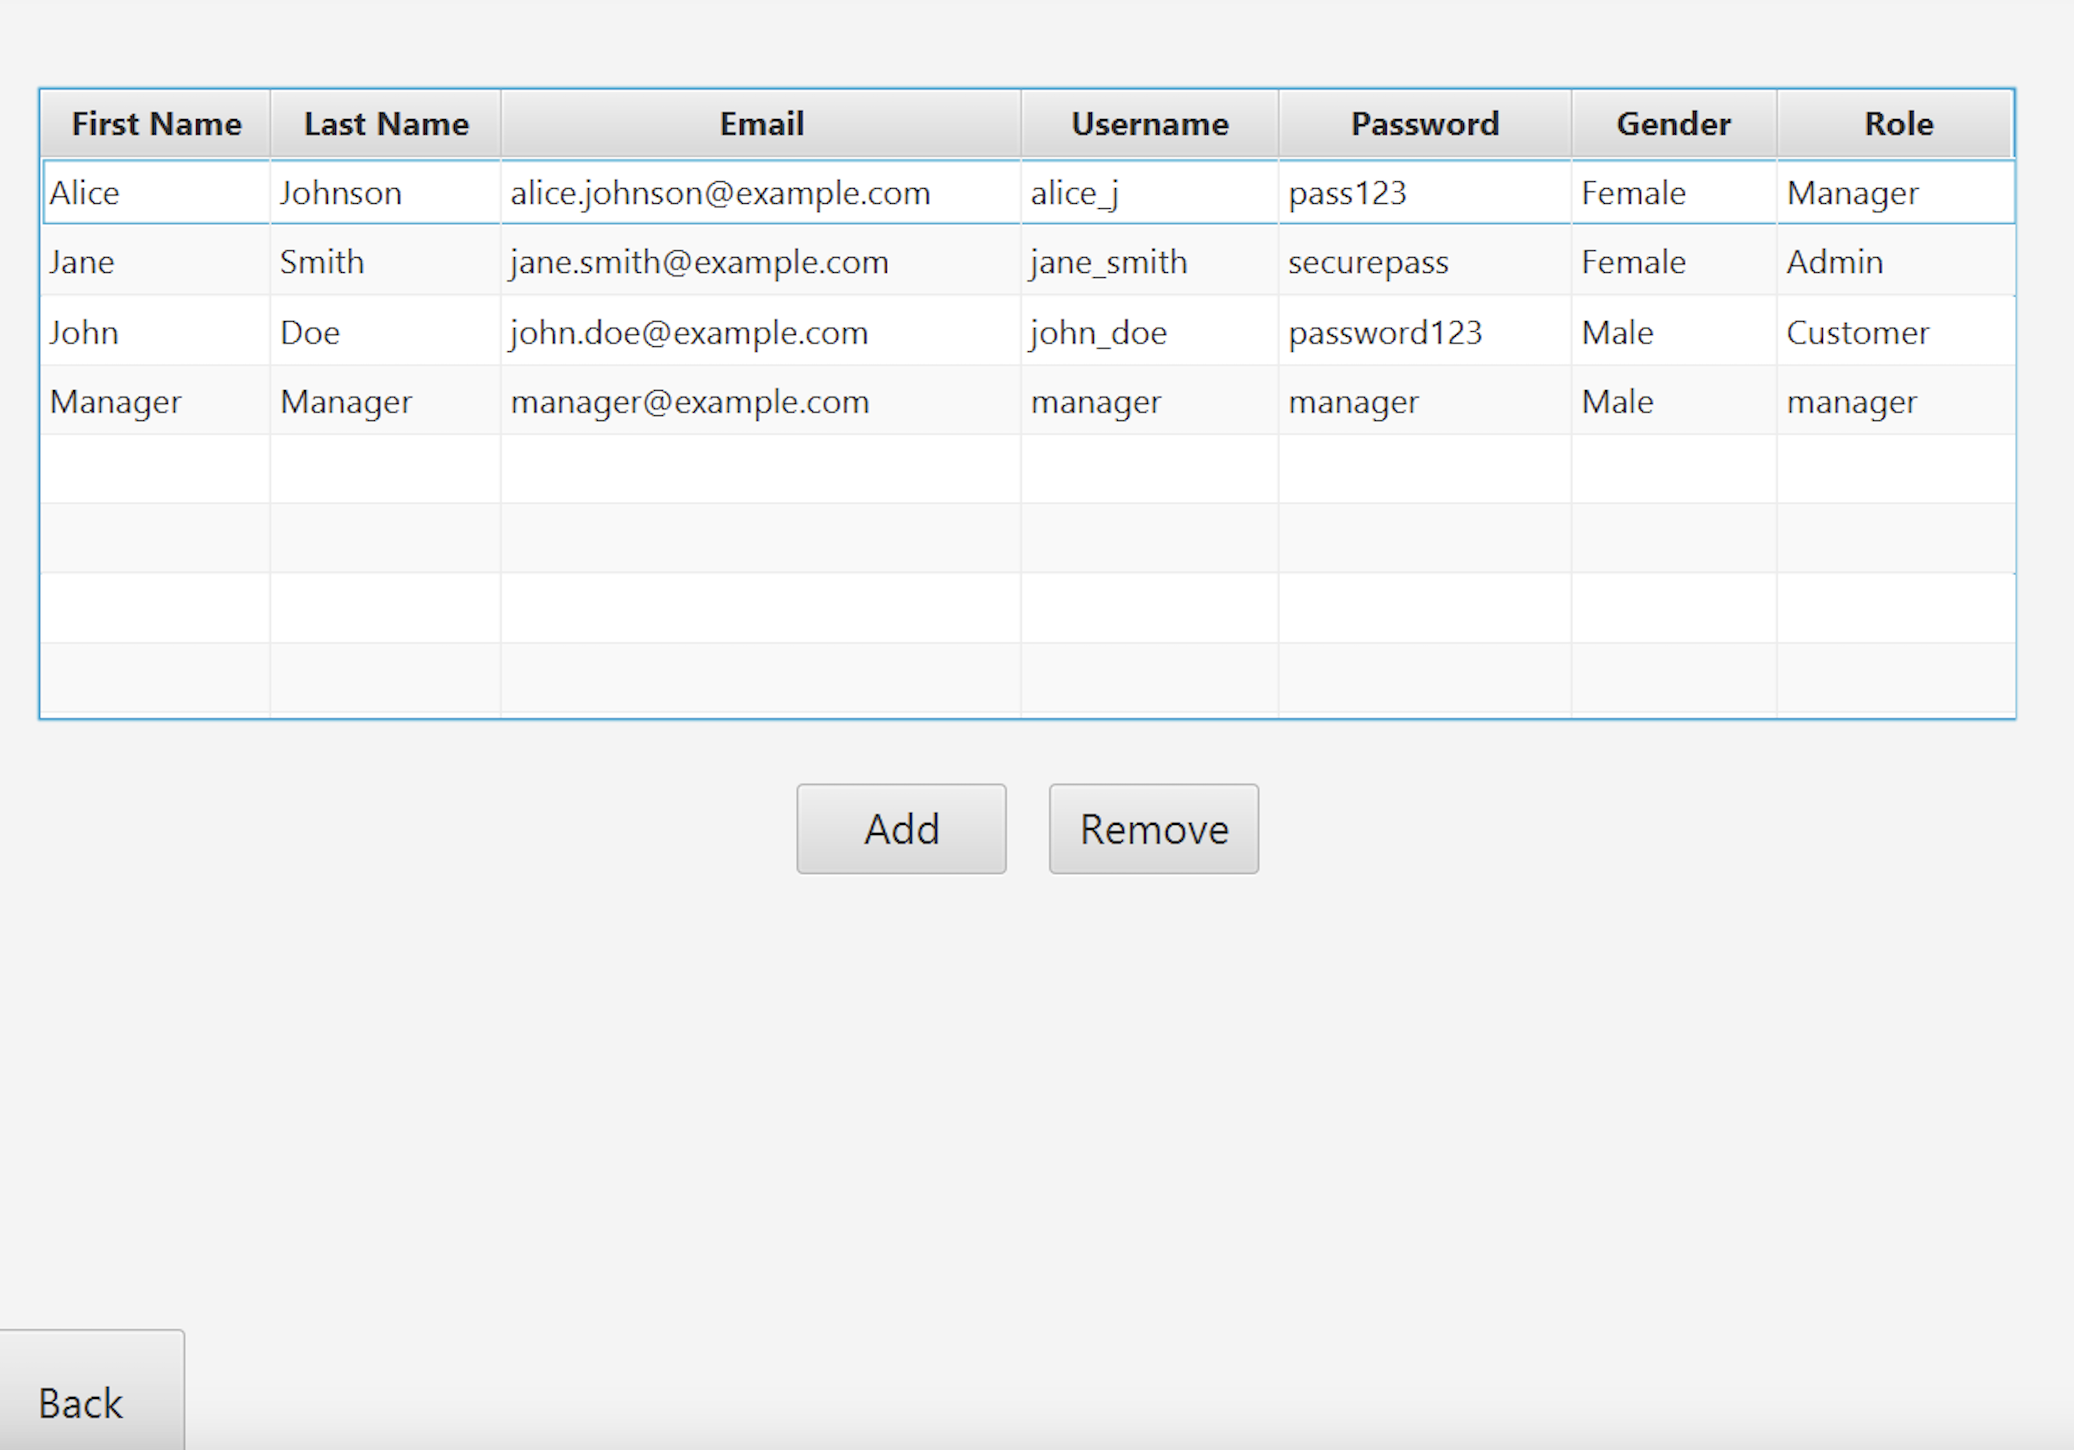 First Name Last Name Email Username Password Gender Role
Alice Johnson alice.johnson@example.com alice_j pass123 Female Manager
Jane Smith jane.smith@example.com jane_smith securepass Female Admin
John Doe john.doe@example.com john_doe password123 Male Customer
Manager Manager manager@example.com manager manager Male manager
Add Remove
Back